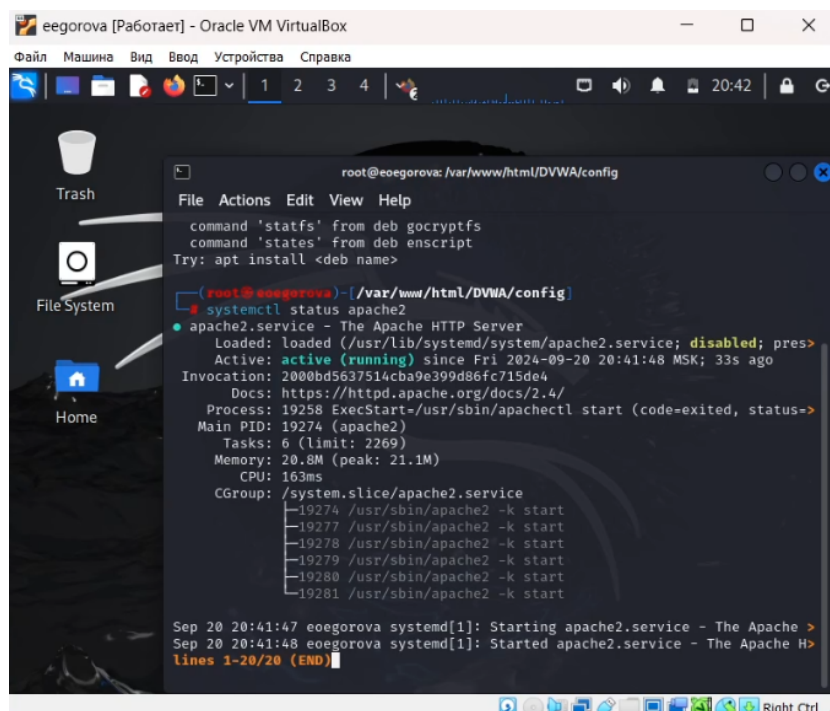 eegorova [Работает] - Oracle VM VirtualBox
Файл Машина Вид Ввод Устройства Справка
1 2 3 4 2 20:42
Trash
File System
Home
root@eoegorova: /var/www/html/DVWA/config
File Actions Edit View Help
command 'statfs' from deb gocryptfs
command 'states' from deb enscript
Try: apt install <deb name>
┌──(root㉿eoegorova)-[/var/www/html/DVWA/config]
└─# systemctl status apache2
● apache2.service - The Apache HTTP Server
Loaded: loaded (/usr/lib/systemd/system/apache2.service; disabled; pres>
Active: active (running) since Fri 2024-09-20 20:41:48 MSK; 33s ago
Invocation: 2000bd5637514cba9e399d86fc715de4
Docs: https://httpd.apache.org/docs/2.4/
Process: 19258 ExecStart=/usr/sbin/apachectl start (code=exited, status=>
Main PID: 19274 (apache2)
Tasks: 6 (limit: 2269)
Memory: 20.8M (peak: 21.1M)
CPU: 163ms
CGroup: /system.slice/apache2.service
├─19274 /usr/sbin/apache2 -k start
├─19277 /usr/sbin/apache2 -k start
├─19278 /usr/sbin/apache2 -k start
├─19279 /usr/sbin/apache2 -k start
├─19280 /usr/sbin/apache2 -k start
└─19281 /usr/sbin/apache2 -k start
Sep 20 20:41:47 eoegorova systemd[1]: Starting apache2.service - The Apache >
Sep 20 20:41:48 eoegorova systemd[1]: Started apache2.service - The Apache H>
lines 1-20/20 (END)
Right Ctrl